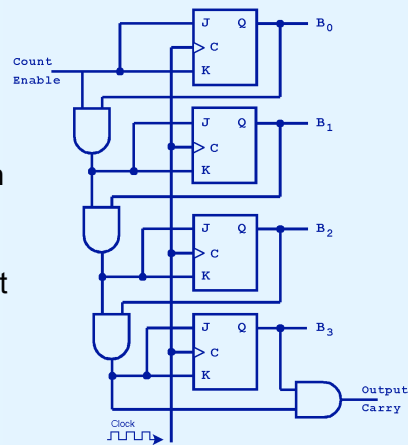 J Q B0
Count
Enable
C
K
J Q B1
C
K
J Q B2
C
K
J Q B3
C
K
Output
Carry
Clock